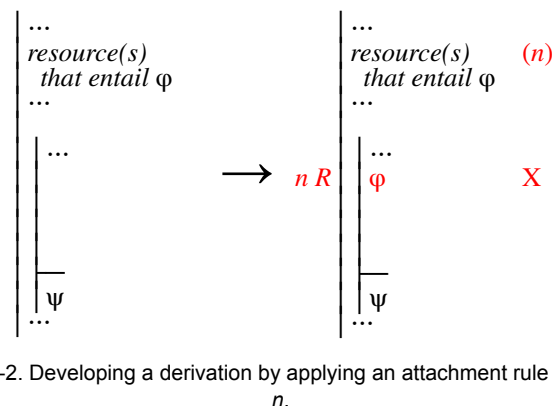 ... ...
resource(s) resource(s) (n)
that entail φ that entail φ
... ...
... ...
→ n R φ X
ψ ψ
... ...
-2. Developing a derivation by applying an attachment rule
n.